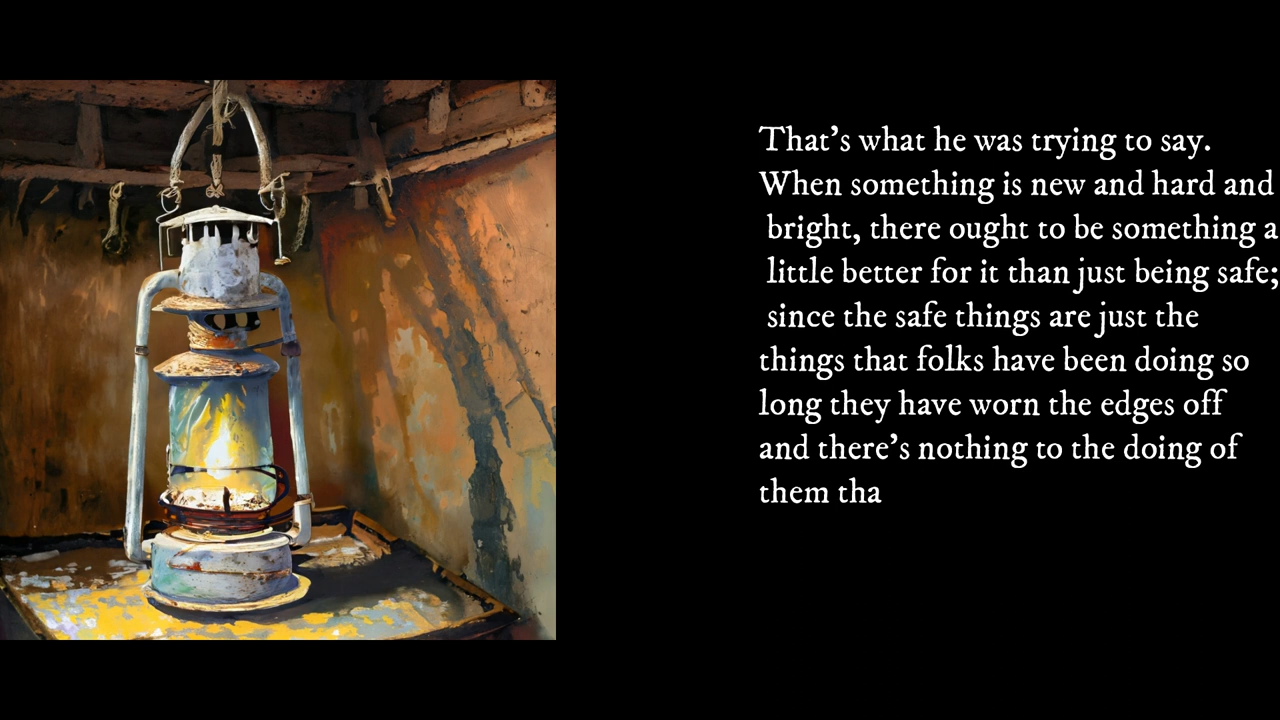 That's what he was trying to say.
When something is new and hard and
bright, there ought to be something a
little better for it than just being safe;
since the safe things are just the
things that folks have been doing so
long they have worn the edges off
and there's nothing to the doing of
them tha